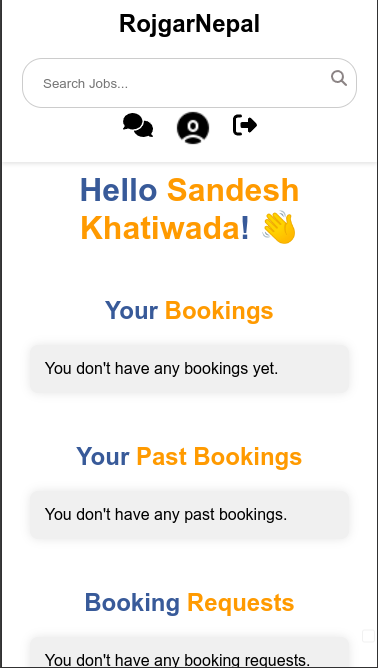 RojgarNepal
Search Jobs...
Hello Sandesh
Khatiwada! 👋
Your Bookings
You don't have any bookings yet.
Your Past Bookings
You don't have any past bookings.
Booking Requests
You don't have any booking requests.